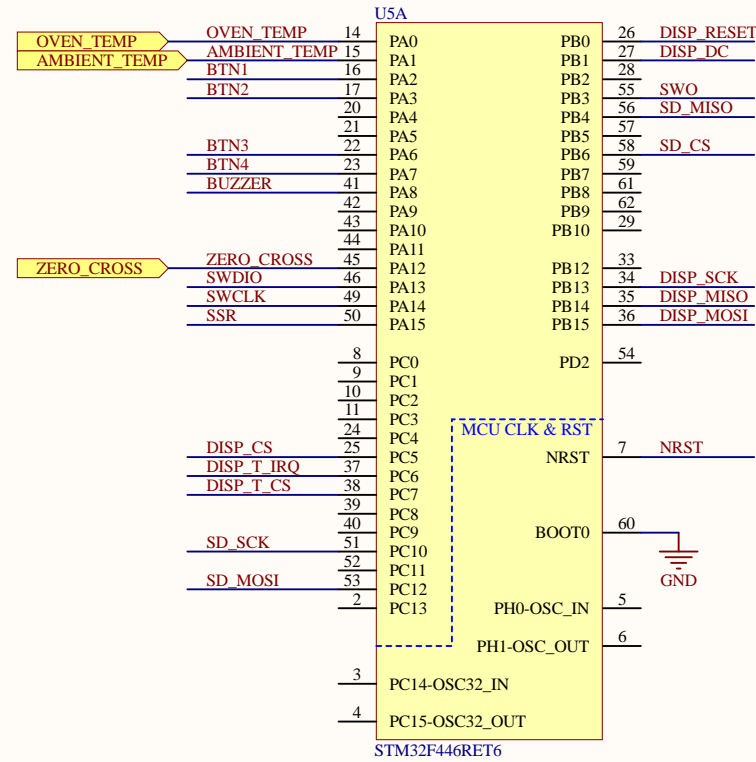 U5A
OVEN_TEMP OVEN_TEMP 14 PA0 PB0 26 DISP_RESET
AMBIENT_TEMP AMBIENT_TEMP 15 PA1 PB1 27 DISP_DC
BTN1 16 PA2 PB2 28
BTN2 17 PA3 PB3 55 SWO
20 PA4 PB4 56 SD_MISO
21 PA5 PB5 57
BTN3 22 PA6 PB6 58 SD_CS
BTN4 23 PA7 PB7 59
BUZZER 41 PA8 PB8 61
42 PA9 PB9 62
43 PA10 PB10 29
44 PA11
ZERO_CROSS ZERO_CROSS 45 PA12 PB12 33
SWDIO 46 PA13 PB13 34 DISP_SCK
SWCLK 49 PA14 PB14 35 DISP_MISO
SSR 50 PA15 PB15 36 DISP_MOSI
8 PC0 PD2 54
9 PC1
10 PC2
11 PC3
24 PC4 MCU CLK & RST
DISP_CS 25 PC5 NRST 7 NRST
DISP_T_IRQ 37 PC6
DISP_T_CS 38 PC7
39 PC8
40 PC9 BOOT0 60
SD_SCK 51 PC10
52 PC11 GND
SD_MOSI 53 PC12
2 PC13 PH0-OSC_IN 5
PH1-OSC_OUT 6
3 PC14-OSC32_IN
4 PC15-OSC32_OUT
STM32F446RET6